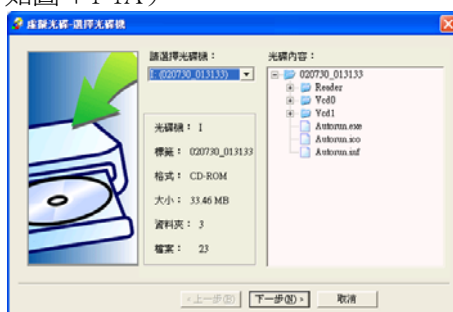 如圖 4-1-1A)
虛擬光碟-選擇光碟機
請選擇光碟機：
I: (020730_013133)
光碟機： I
標籤： 020730_013133
格式： CD-ROM
大小： 33.46 MB
資料夾： 3
檔案： 23
光碟內容：
020730_013133
Reader
Vcd0
Vcd1
Autorun.exe
Autorun.ico
Autorun.inf
<上一步(B)
下一步(N)>
取消